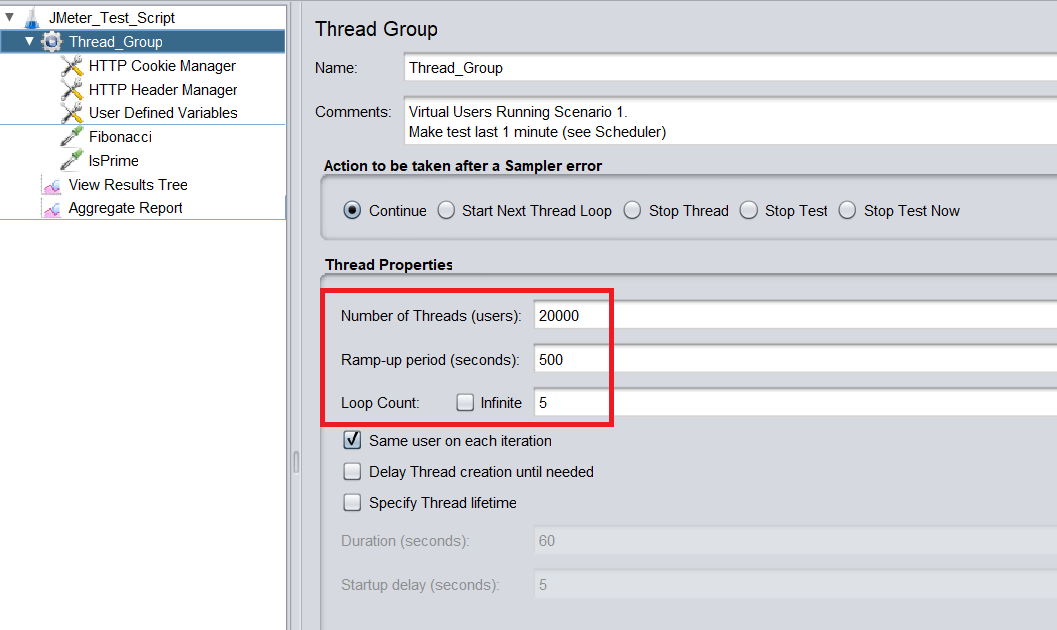 JMeter_Test_Script
Thread_Group
HTTP Cookie Manager
HTTP Header Manager
User Defined Variables
Fibonacci
IsPrime
View Results Tree
Aggregate Report
Thread Group
Name: Thread_Group
Comments: Virtual Users Running Scenario 1.
Make test last 1 minute (see Scheduler)
Action to be taken after a Sampler error
Continue Start Next Thread Loop Stop Thread Stop Test Stop Test Now
Thread Properties
Number of Threads (users): 20000
Ramp-up period (seconds): 500
Loop Count: Infinite 5
Same user on each iteration
Delay Thread creation until needed
Specify Thread lifetime
Duration (seconds): 60
Startup delay (seconds): 5